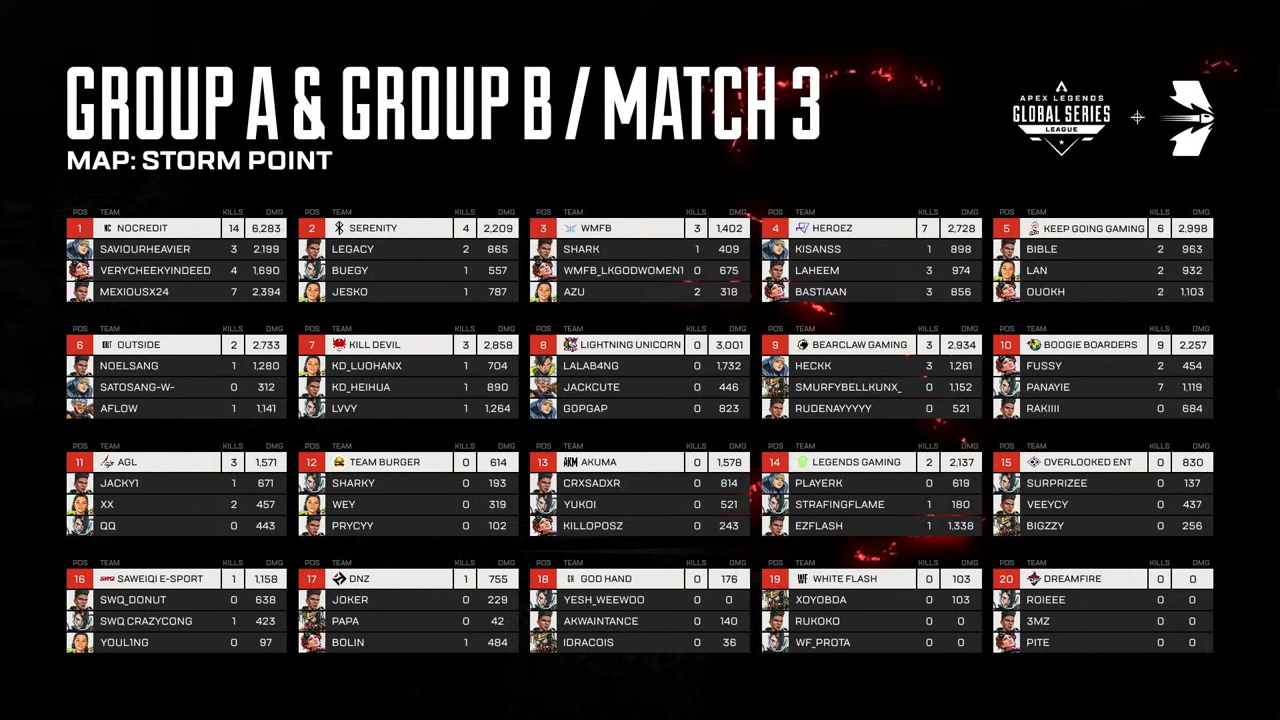 GROUP A & GROUP B / MATCH 3
MAP: STORM POINT
APEX LEGENDS
GLOBAL SERIES
LEAGUE
POS TEAM KILLS DMG
1 NC NOCREDIT 14 6,283
SAVIOURHEAVIER 3 2,199
VERYCHEEKYINDEED 4 1,690
MEXIOUSX24 7 2,394
POS TEAM KILLS DMG
2 SERENITY 4 2,209
LEGACY 2 865
BUEGY 1 557
JESKO 1 787
POS TEAM KILLS DMG
3 WMFB 3 1,402
SHARK 1 409
WMFB_LKGODWOMEN1 0 675
AZU 2 318
POS TEAM KILLS DMG
4 HEROEZ 7 2,728
KISANSS 1 898
LAHEEM 3 974
BASTIAAN 3 856
POS TEAM KILLS DMG
5 KEEP GOING GAMING 6 2,998
BIBLE 2 963
LAN 2 932
OUOKH 2 1,103
POS TEAM KILLS DMG
6 OUT OUTSIDE 2 2,733
NOELSANG 1 1,280
SATOSANG-W- 0 312
AFLOW 1 1,141
POS TEAM KILLS DMG
7 KILL DEVIL 3 2,858
KD_LUOHANX 1 704
KD_HEIHUA 1 890
LVVY 1 1,264
POS TEAM KILLS DMG
8 LIGHTNING UNICORN 0 3,001
LALAB4NG 0 1,732
JACKCUTE 0 446
GOPGAP 0 823
POS TEAM KILLS DMG
9 BEARCLAW GAMING 3 2,934
HECKK 3 1,261
SMURFYBELLKUNX_ 0 1,152
RUDENAYYYYY 0 521
POS TEAM KILLS DMG
10 BOOGIE BOARDERS 9 2,257
FUSSY 2 454
PANAYIE 7 1,119
RAKIIII 0 684
POS TEAM KILLS DMG
11 AGL 3 1,571
JACKY1 1 671
XX 2 457
QQ 0 443
POS TEAM KILLS DMG
12 TEAM BURGER 0 614
SHARKY 0 193
WEY 0 319
PRYCYY 0 102
POS TEAM KILLS DMG
13 AKM AKUMA 0 1,578
CRXSADXR 0 814
YUKOI 0 521
KILLOPOSZ 0 243
POS TEAM KILLS DMG
14 LEGENDS GAMING 2 2,137
PLAYERK 0 619
STRAFINGFLAME 1 180
EZFLASH 1 1,338
POS TEAM KILLS DMG
15 OVERLOOKED ENT 0 830
SURPRIZEE 0 137
VEEYCY 0 437
BIGZZY 0 256
POS TEAM KILLS DMG
16 SWQ SAWEIQI E-SPORT 1 1,158
SWQ_DONUT 0 638
SWQ CRAZYCONG 1 423
YOUL1NG 0 97
POS TEAM KILLS DMG
17 DNZ 1 755
JOKER 0 229
PAPA 0 42
BOLIN 1 484
POS TEAM KILLS DMG
18 GOD HAND 0 176
YESH_WEEWOO 0 0
AKWAINTANCE 0 140
IDRACOIS 0 36
POS TEAM KILLS DMG
19 WF WHITE FLASH 0 103
XOYOBDA 0 103
RUKOKO 0 0
WF_PROTA 0 0
POS TEAM KILLS DMG
20 DREAMFIRE 0 0
ROIEEE 0 0
3MZ 0 0
PITE 0 0